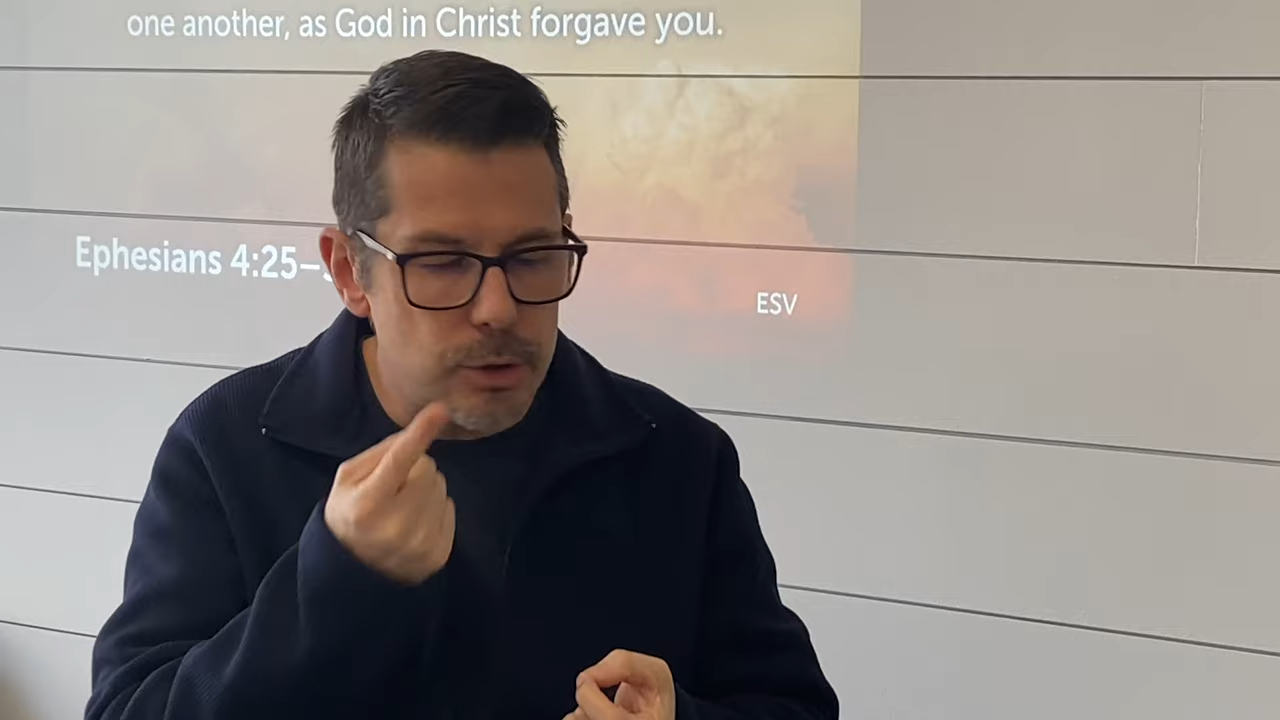 one another, as God in Christ forgave you.
Ephesians 4:25–
ESV